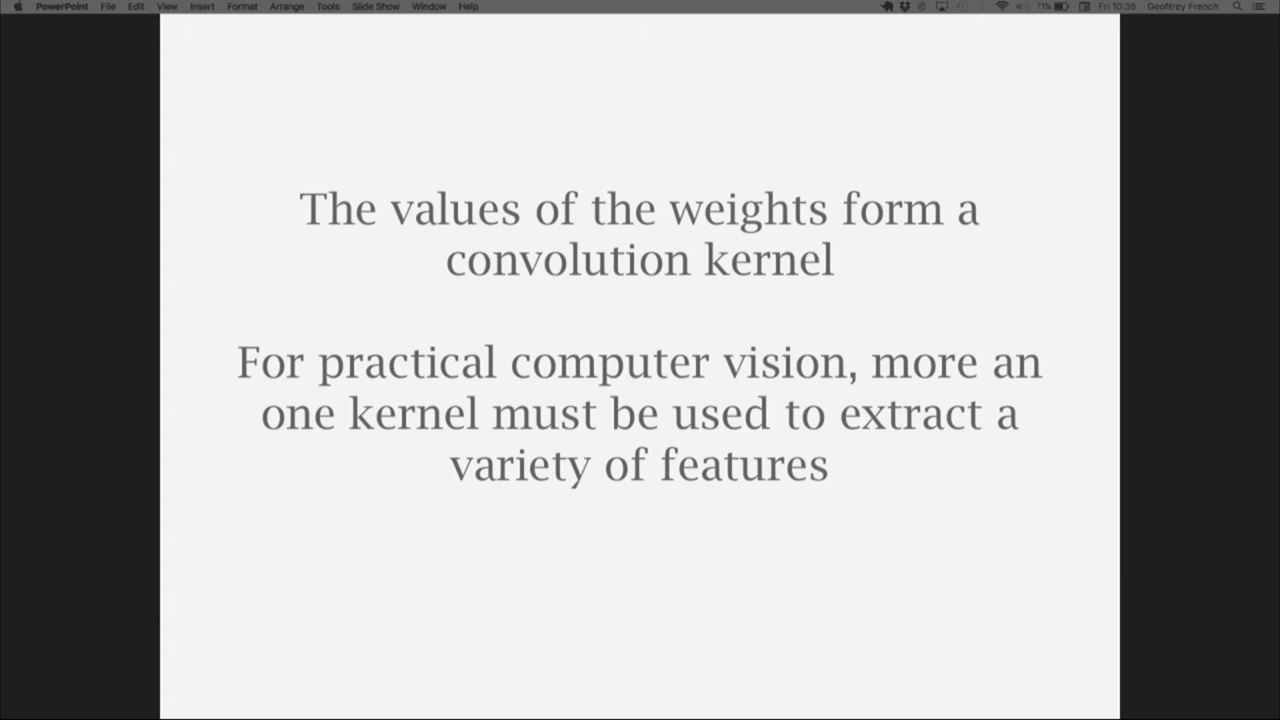 PowerPoint File Edit View Insert Format Arrange Tools Slide Show Window Help 71% Fri 10:36 Geoffrey French
The values of the weights form a
convolution kernel
For practical computer vision, more an
one kernel must be used to extract a
variety of features